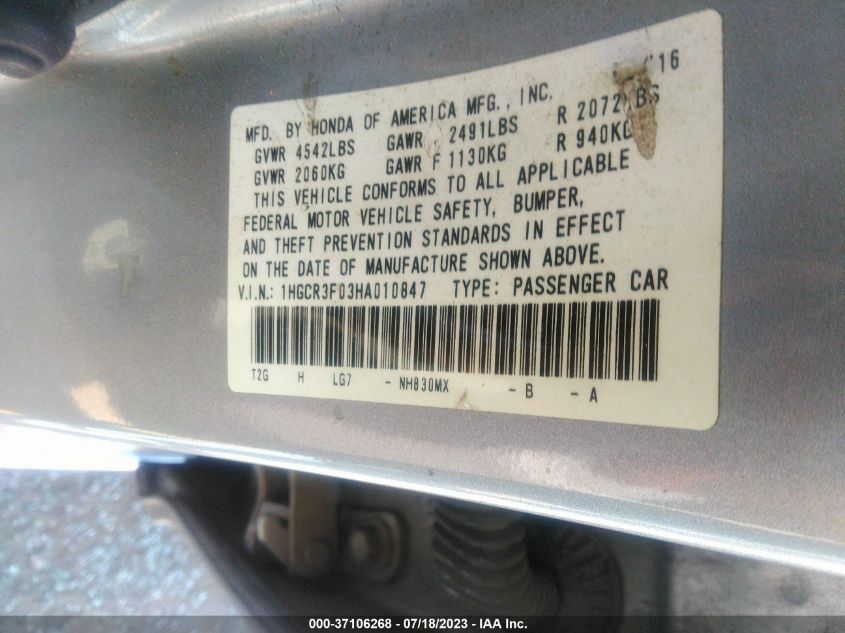 '16
MFD. BY HONDA OF AMERICA MFG., INC.
GVWR 4542LBS GAWR 2491LBS R 2072LBS
GVWR 2060KG GAWR F 1130KG R 940KG
THIS VEHICLE CONFORMS TO ALL APPLICABLE
FEDERAL MOTOR VEHICLE SAFETY, BUMPER,
AND THEFT PREVENTION STANDARDS IN EFFECT
ON THE DATE OF MANUFACTURE SHOWN ABOVE.
V.I.N.: 1HGCR3F03HA010847 TYPE: PASSENGER CAR
T2G H LG7 - NH830MX - B - A
000-37106268 - 07/18/2023 - IAA Inc.